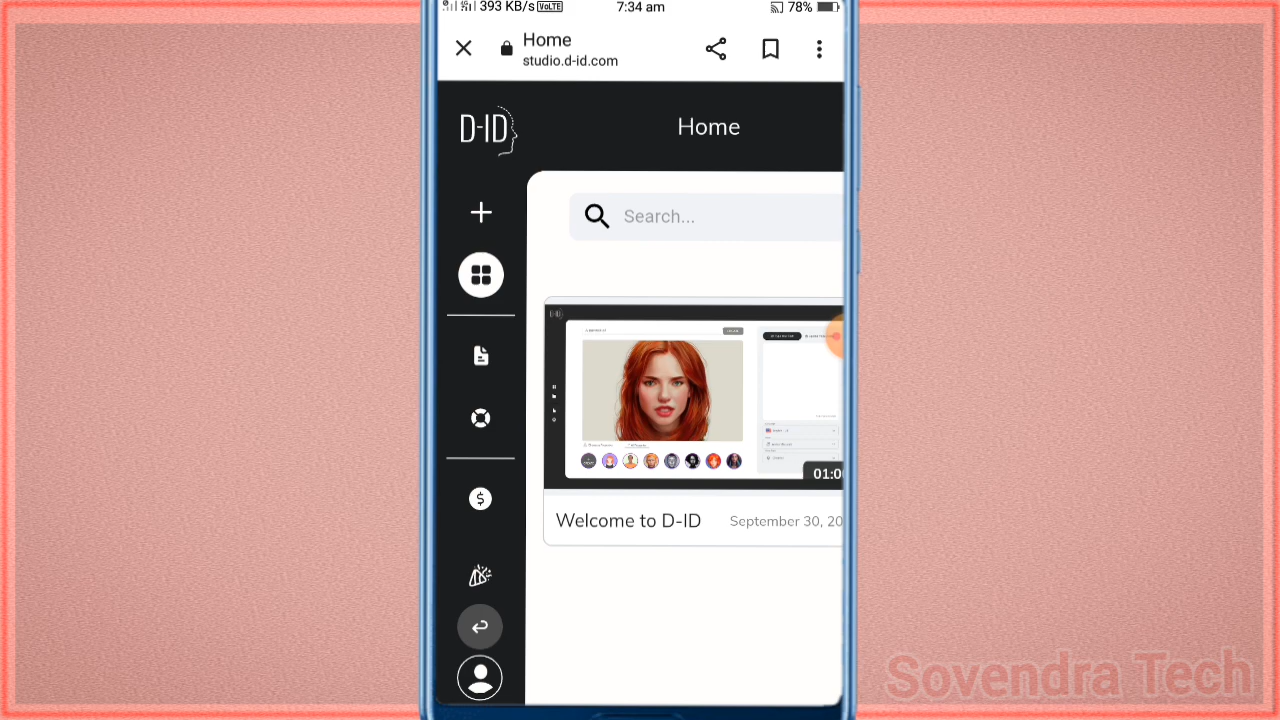 393 KB/s VoLTE 7:34 am 78%
Home
studio.d-id.com
D-ID
Home
Search...
01:0
Welcome to D-ID September 30, 20
Sovendra Tech